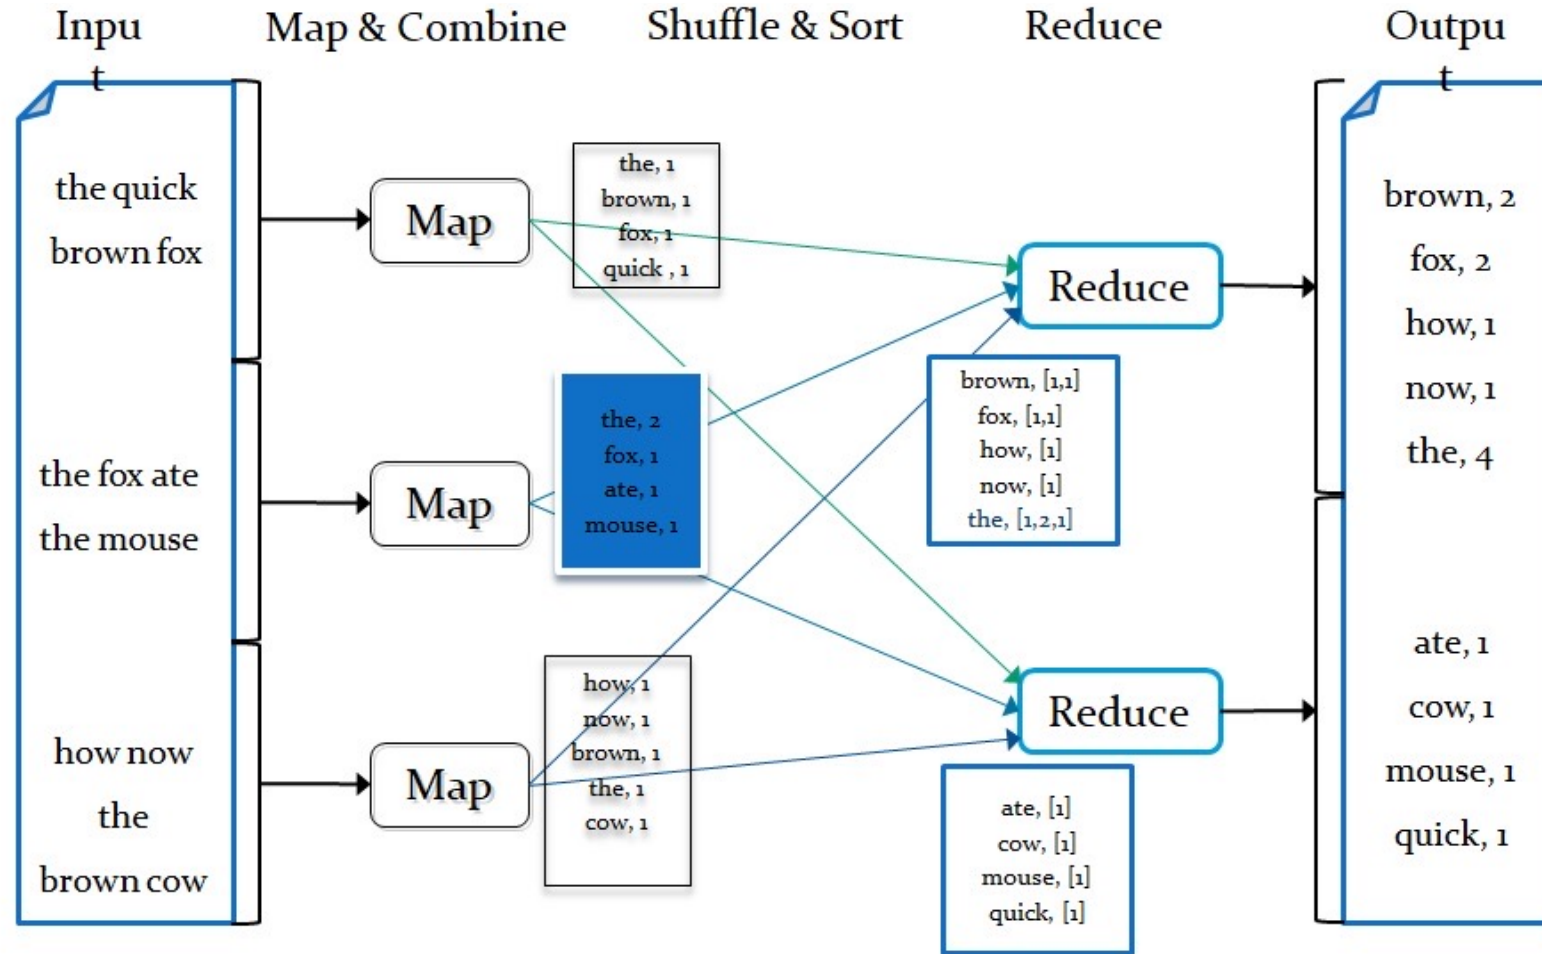 Inpu
t
Map & Combine
Shuffle & Sort
Reduce
Outpu
t
the quick
brown fox
the fox ate
the mouse
how now
the
brown cow
Map
Map
Map
the, 1
brown, 1
fox, 1
quick , 1
the, 2
fox, 1
ate, 1
mouse, 1
how, 1
now, 1
brown, 1
the, 1
cow, 1
Reduce
brown, [1,1]
fox, [1,1]
how, [1]
now, [1]
the, [1,2,1]
Reduce
ate, [1]
cow, [1]
mouse, [1]
quick, [1]
brown, 2
fox, 2
how, 1
now, 1
the, 4
ate, 1
cow, 1
mouse, 1
quick, 1